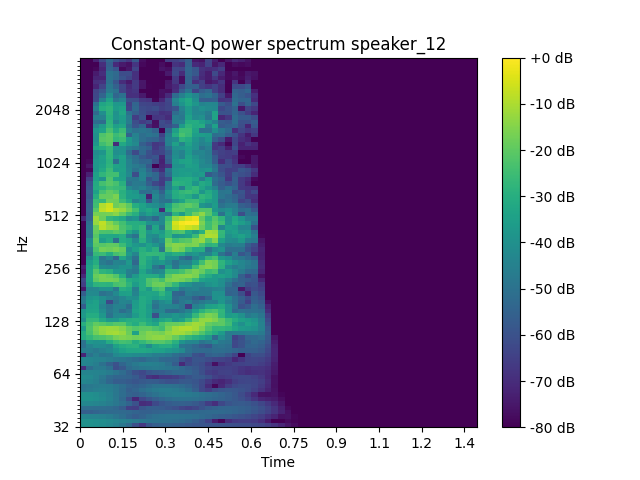 Constant-Q power spectrum speaker_12
Hz
2048
1024
512
256
128
64
32
0 0.15 0.3 0.45 0.6 0.75 0.9 1.1 1.2 1.4
Time
+0 dB
-10 dB
-20 dB
-30 dB
-40 dB
-50 dB
-60 dB
-70 dB
-80 dB